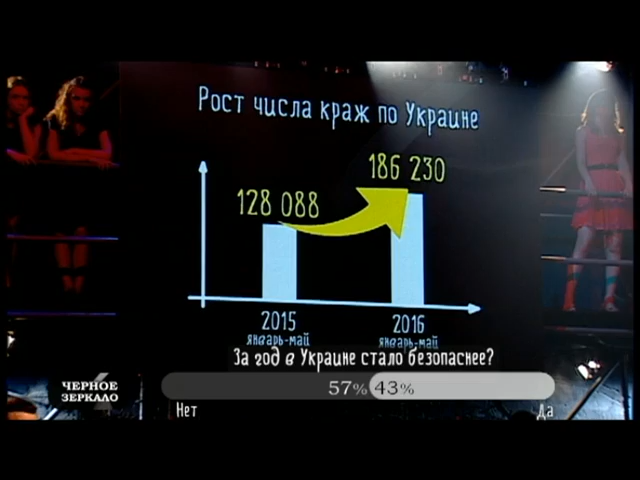 Рост числа краж по Украине
186 230
128 088
2015
январь-май
2016
январь-май
За год в Украине стало безопаснее?
57% 43%
Нет
Да
ЧЕРНОЕ
ЗЕРКАЛО